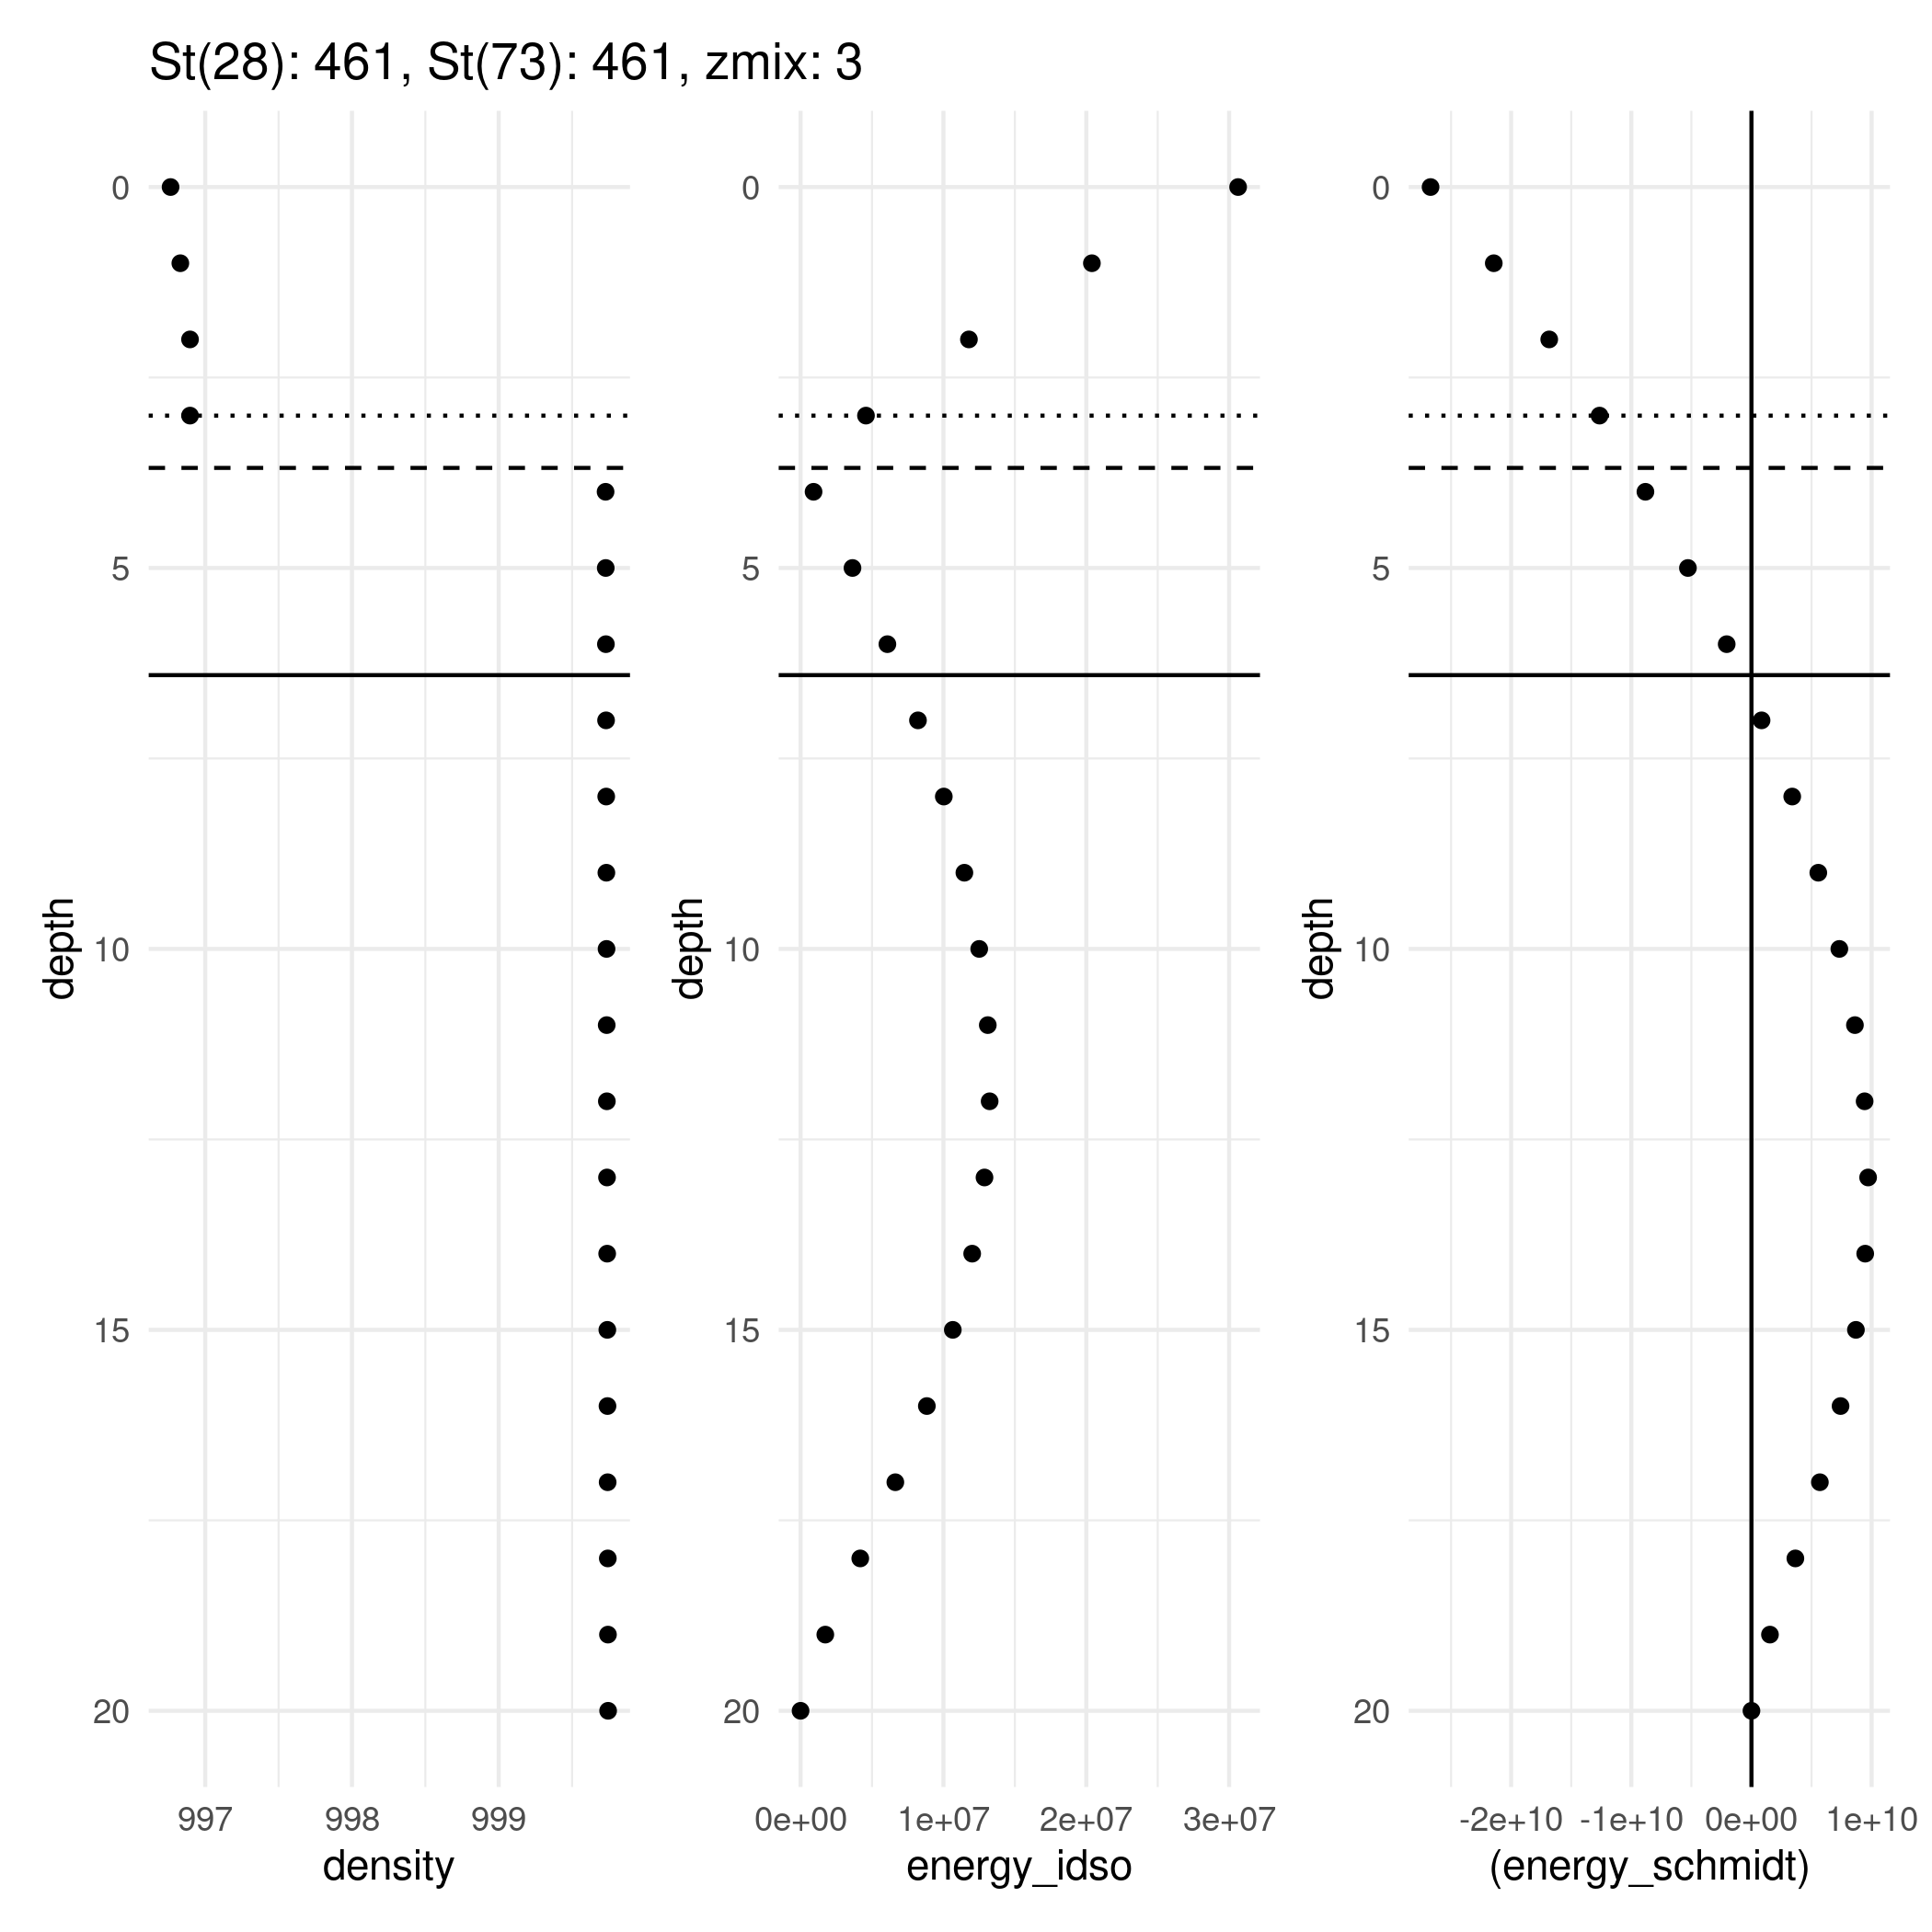 St(28): 461, St(73): 461, zmix: 3
0
5
10
15
20
depth
997 998 999
density
0
5
10
15
20
depth
0e+00 1e+07 2e+07 3e+07
energy_idso
0
5
10
15
20
depth
-2e+10 -1e+10 0e+00 1e+10
(energy_schmidt)